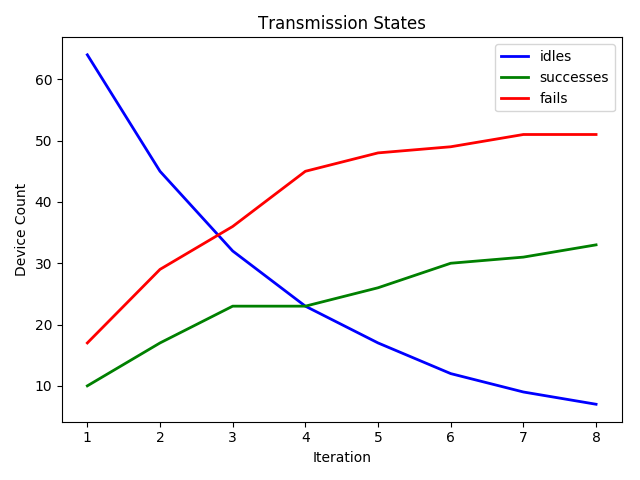 Transmission States
idles
successes
fails
Device Count
60
50
40
30
20
10
1 2 3 4 5 6 7 8
Iteration